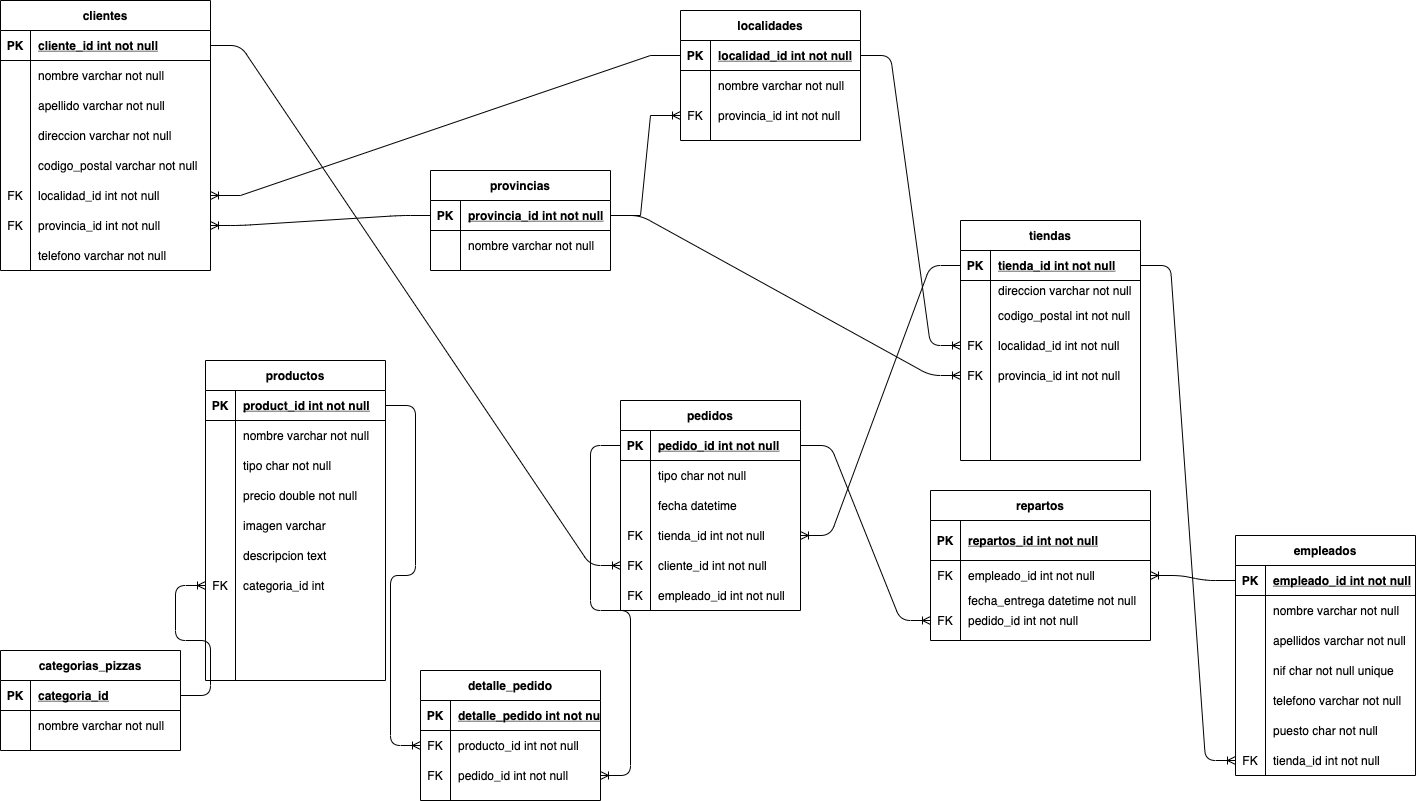 clientes
PK cliente_id int not null
nombre varchar not null
apellido varchar not null
direccion varchar not null
codigo_postal varchar not null
FK localidad_id int not null
FK provincia_id int not null
telefono varchar not null
localidades
PK localidad_id int not null
nombre varchar not null
FK provincia_id int not null
provincias
PK provincia_id int not null
nombre varchar not null
tiendas
PK tienda_id int not null
direccion varchar not null
codigo_postal int not null
FK localidad_id int not null
FK provincia_id int not null
productos
PK product_id int not null
nombre varchar not null
tipo char not null
precio double not null
imagen varchar
descripcion text
FK categoria_id int
pedidos
PK pedido_id int not null
tipo char not null
fecha datetime
FK tienda_id int not null
FK cliente_id int not null
FK empleado_id int not null
repartos
PK repartos_id int not null
FK empleado_id int not null
fecha_entrega datetime not null
FK pedido_id int not null
empleados
PK empleado_id int not null
nombre varchar not null
apellidos varchar not null
nif char not null unique
telefono varchar not null
puesto char not null
FK tienda_id int not null
categorias_pizzas
PK categoria_id
nombre varchar not null
detalle_pedido
PK detalle_pedido int not nu
FK producto_id int not null
FK pedido_id int not null